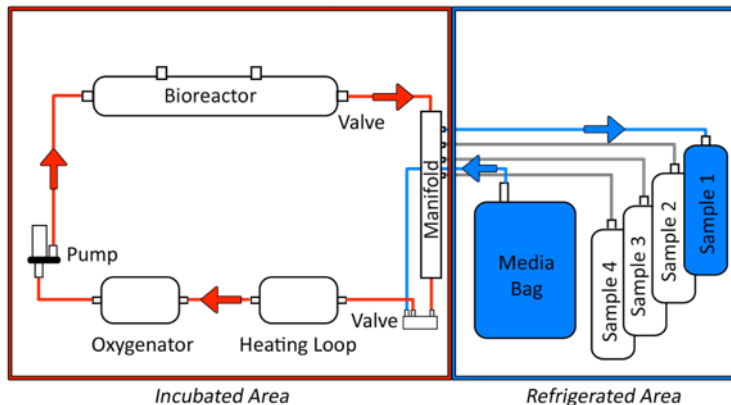 Bioreactor
Valve
Manifold
Pump
Oxygenator
Heating Loop
Valve
Media
Bag
Sample 1
Sample 2
Sample 3
Sample 4
Incubated Area
Refrigerated Area